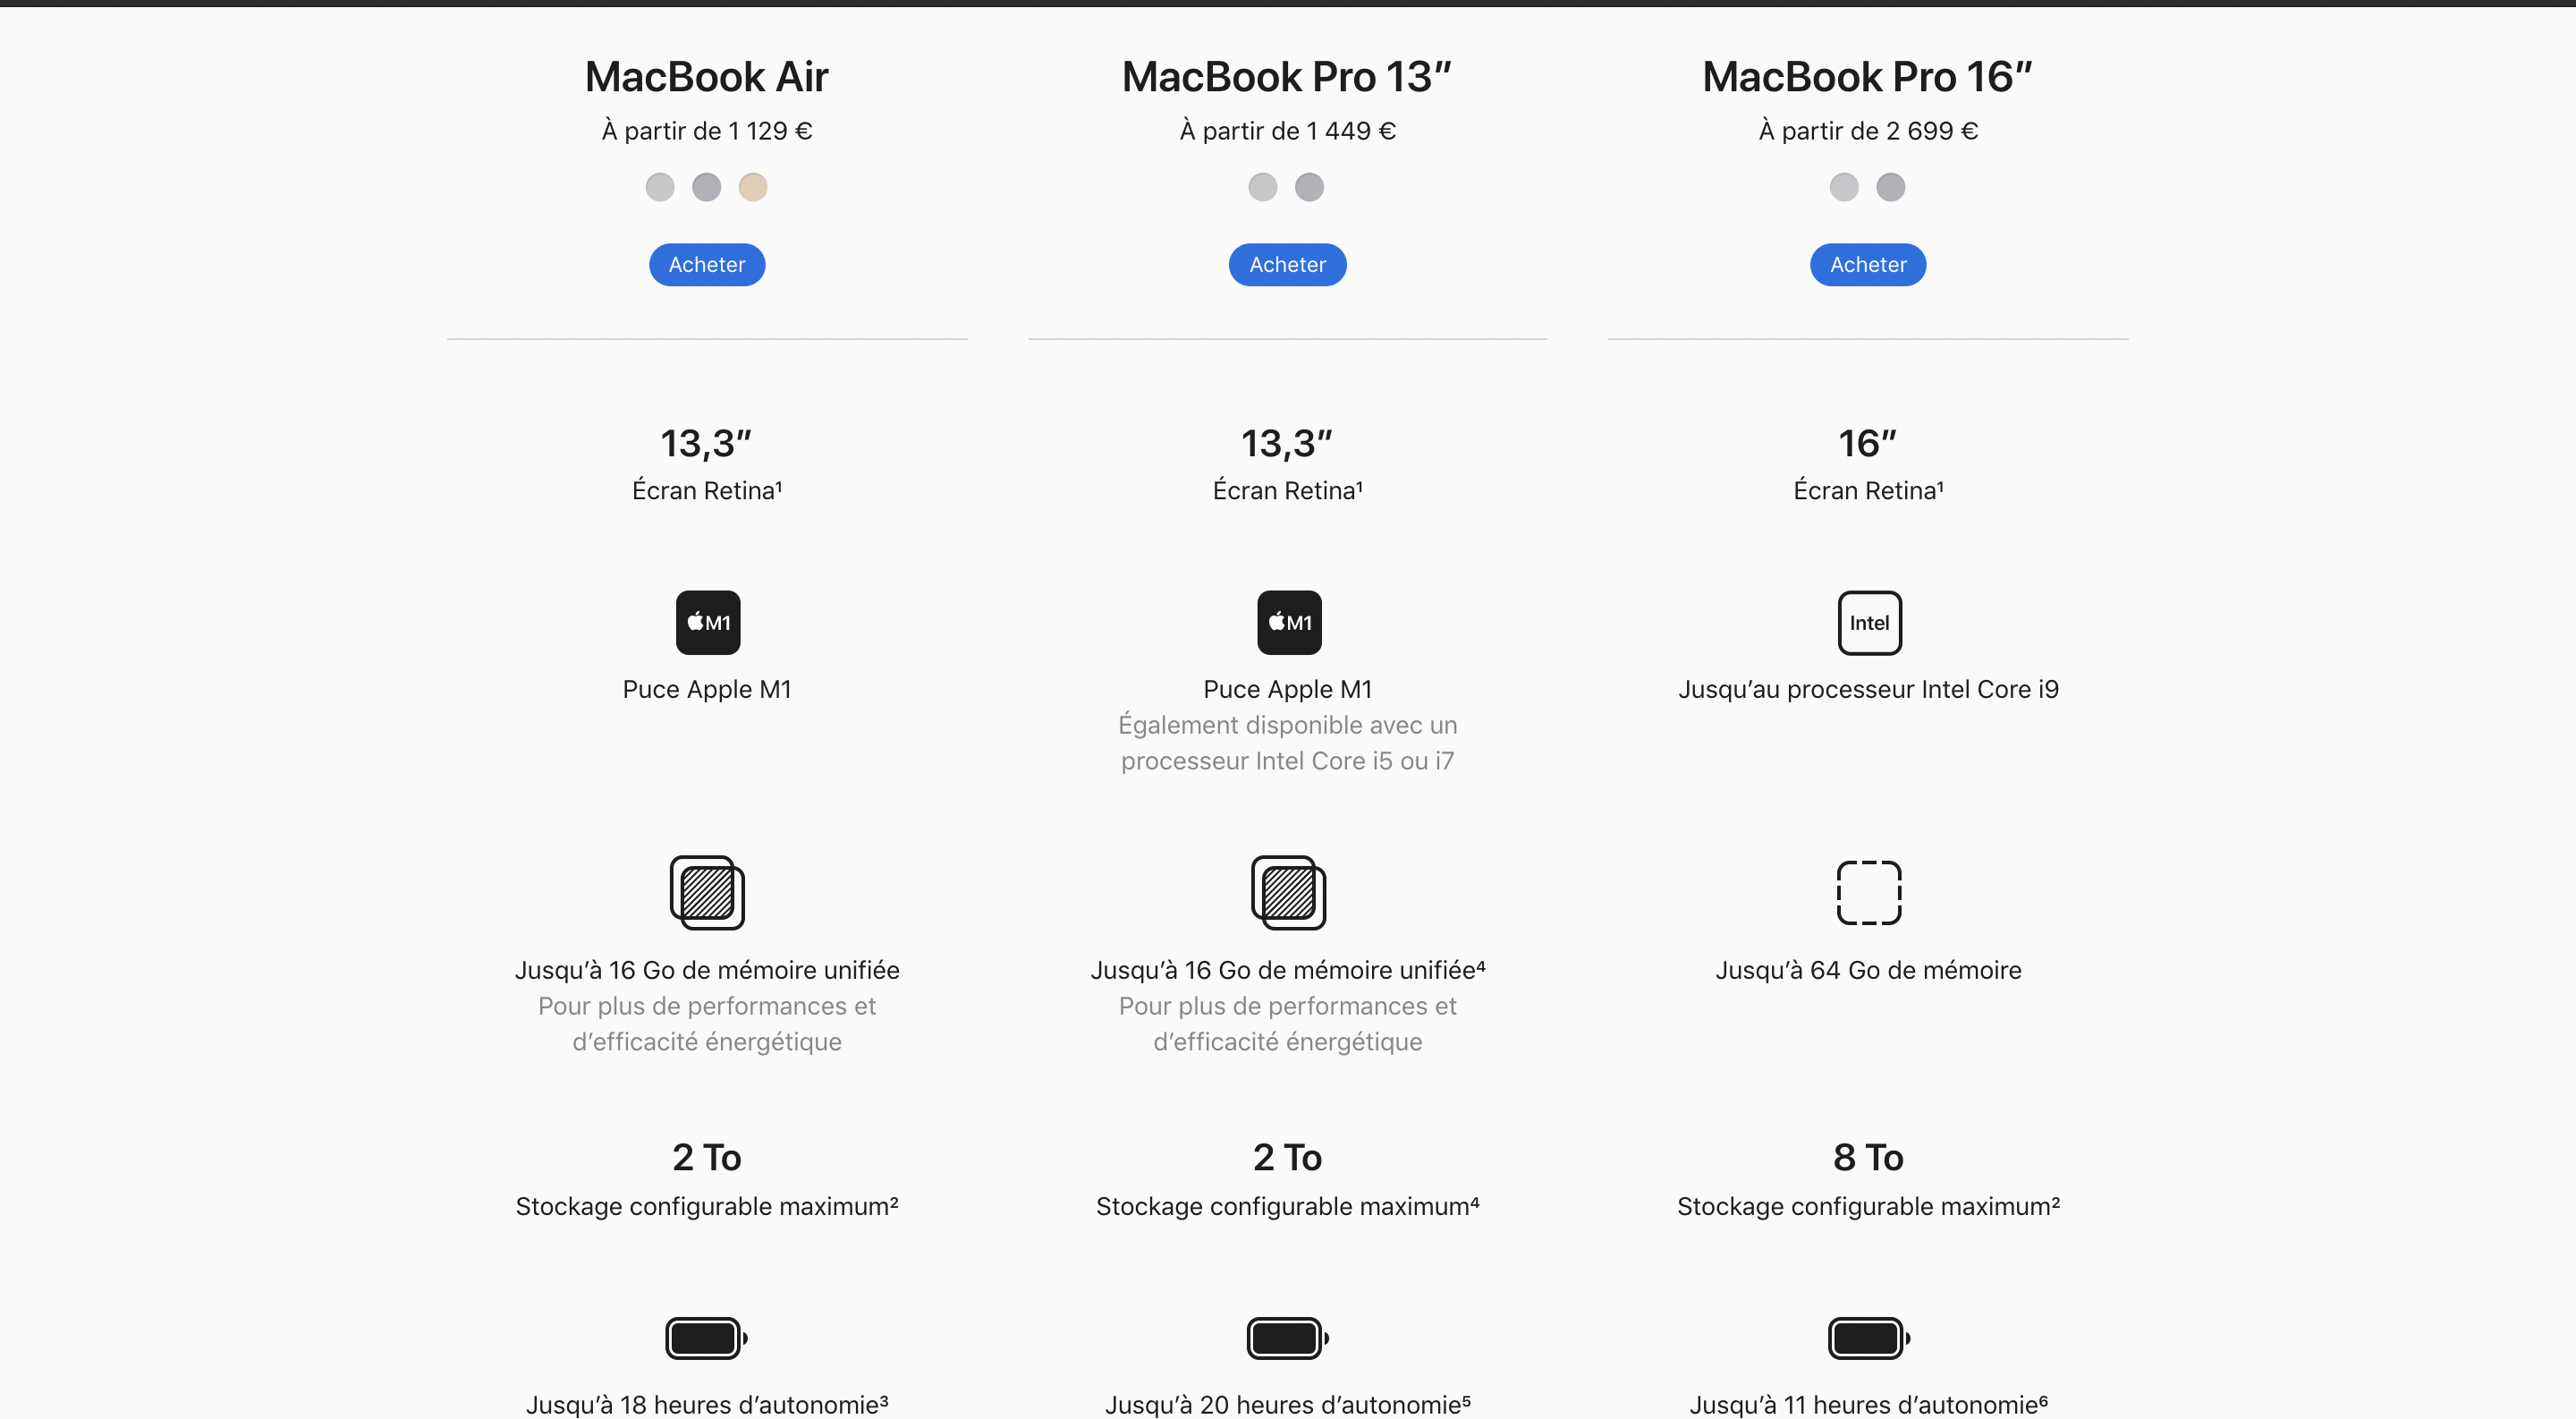 MacBook Air
À partir de 1 129 €
Acheter
13,3″
Écran Retina¹
M1
Puce Apple M1
Jusqu’à 16 Go de mémoire unifiée
Pour plus de performances et
d’efficacité énergétique
2 To
Stockage configurable maximum²
Jusqu’à 18 heures d’autonomie³
MacBook Pro 13″
À partir de 1 449 €
Acheter
13,3″
Écran Retina¹
M1
Puce Apple M1
Également disponible avec un
processeur Intel Core i5 ou i7
Jusqu’à 16 Go de mémoire unifiée⁴
Pour plus de performances et
d’efficacité énergétique
2 To
Stockage configurable maximum⁴
Jusqu’à 20 heures d’autonomie⁵
MacBook Pro 16″
À partir de 2 699 €
Acheter
16″
Écran Retina¹
Intel
Jusqu’au processeur Intel Core i9
Jusqu’à 64 Go de mémoire
8 To
Stockage configurable maximum²
Jusqu’à 11 heures d’autonomie⁶